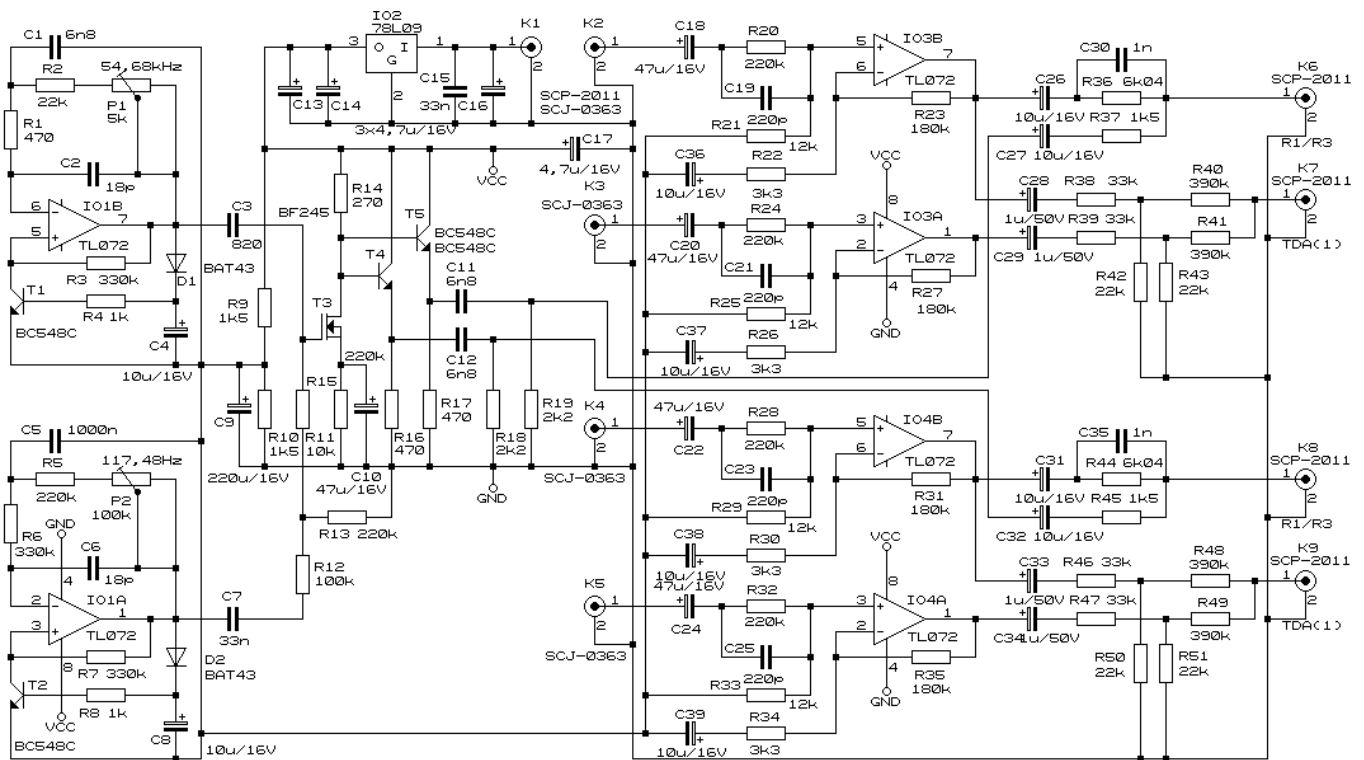 C1 6n8
R2
22k
54,68kHz
P1
5k
R1
470
C2
18p
6
IO1B
7
5
TL072
R3 330k
T1
R4 1k
BC548C
D1
BAT43
C4
10u/16V
C3
820
IO2
78L09
3
O I
G
1
2
C13
C14
C15
33n
C16
3x4,7u/16V
K1
1
2
K2
1
2
SCP-2011
SCJ-0363
C17
4,7u/16V
VCC
R14
270
BF245
T5
BC548C
BC548C
T4
C11
6n8
R9
1k5
T3
220k
C12
6n8
K3
1
SCJ-0363
2
R15
C9
R10
1k5
R11
10k
R16
470
R17
470
R18
2k2
R19
2k2
220u/16V
C10
47u/16V
GND
R13 220k
R12
100k
K4
1
2
SCJ-0363
K5
1
2
SCJ-0363
C5 1000n
R5
220k
117,48Hz
P2
100k
GND
R6
330k
C6
18p
4
2
IO1A
1
3
TL072
8
R7 330k
T2
R8 1k
VCC
BC548C
D2
BAT43
C8
10u/16V
C7
33n
C18
47u/16V
R20
220k
C19
220p
R21
12k
C36
10u/16V
R22
3k3
5
IO3B
7
6
TL072
R23
180k
VCC
8
C20
47u/16V
R24
220k
C21
220p
R25
12k
C37
10u/16V
R26
3k3
3
IO3A
1
2
TL072
4
R27
180k
GND
C26
10u/16V
C30 1n
R36 6k04
R37 1k5
C27 10u/16V
K6
SCP-2011
1
2
R1/R3
C28
1u/50V
R38 33k
R39 33k
C29 1u/50V
R40
390k
R41
390k
R42
22k
R43
22k
K7
SCP-2011
1
2
TDA(1)
47u/16V
C22
R28
220k
C23
220p
R29
12k
C38
10u/16V
R30
3k3
5
IO4B
7
6
TL072
R31
180k
VCC
8
47u/16V
C24
R32
220k
C25
220p
R33
12k
C39
10u/16V
R34
3k3
3
IO4A
1
2
TL072
4
R35
180k
GND
C31
10u/16V
C35 1n
R44 6k04
R45 1k5
C32 10u/16V
K8
SCP-2011
1
2
R1/R3
C33
1u/50V
R46 33k
R47 33k
C34 1u/50V
R48
390k
R49
390k
R50
22k
R51
22k
K9
SCP-2011
1
2
TDA(1)